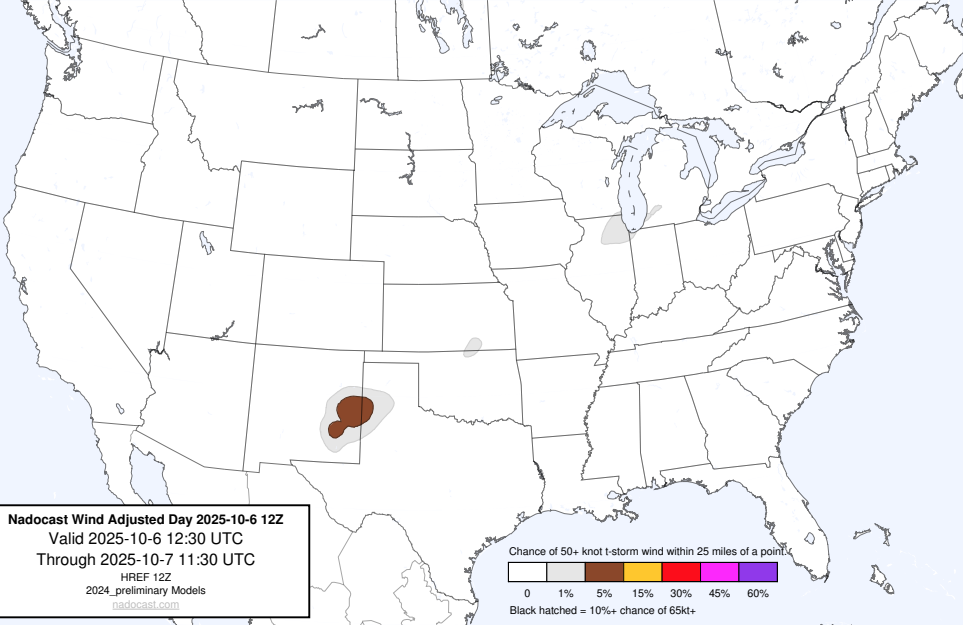 Nadocast Wind Adjusted Day 2025-10-6 12Z
Valid 2025-10-6 12:30 UTC
Through 2025-10-7 11:30 UTC
HREF 12Z
2024_preliminary Models
nadocast.com
Chance of 50+ knot t-storm wind within 25 miles of a point.
0 1% 5% 15% 30% 45% 60%
Black hatched = 10%+ chance of 65kt+